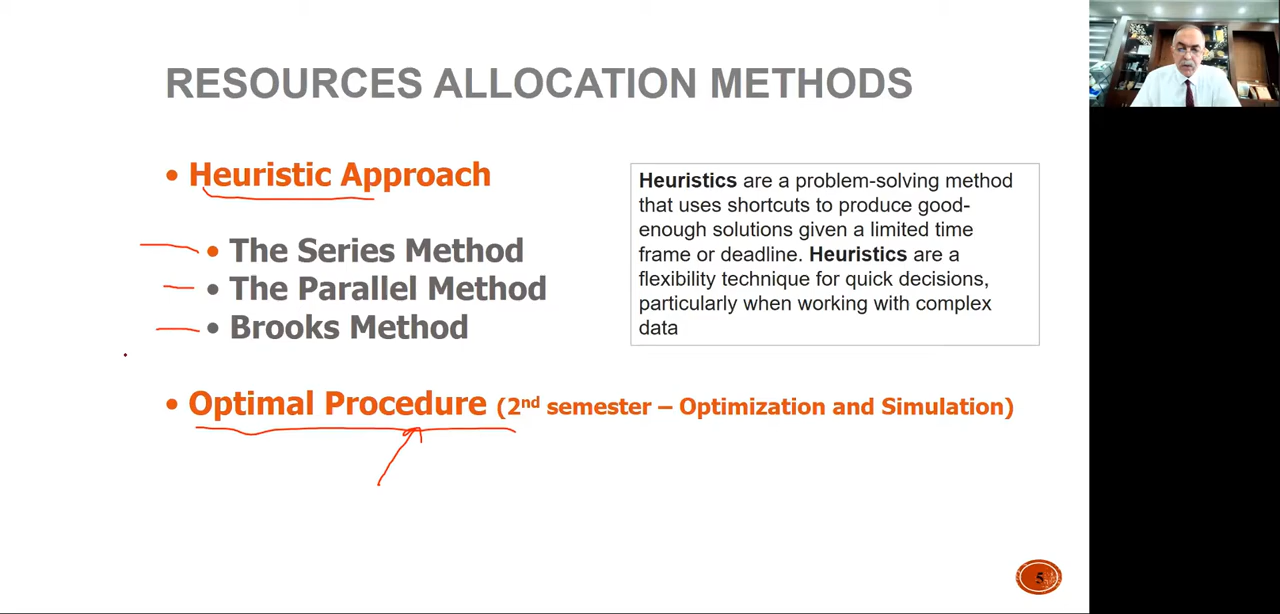 RESOURCES ALLOCATION METHODS
• Heuristic Approach
• The Series Method
• The Parallel Method
• Brooks Method
• Optimal Procedure (2nd semester – Optimization and Simulation)
Heuristics are a problem-solving method
that uses shortcuts to produce good-
enough solutions given a limited time
frame or deadline. Heuristics are a
flexibility technique for quick decisions,
particularly when working with complex
data
5